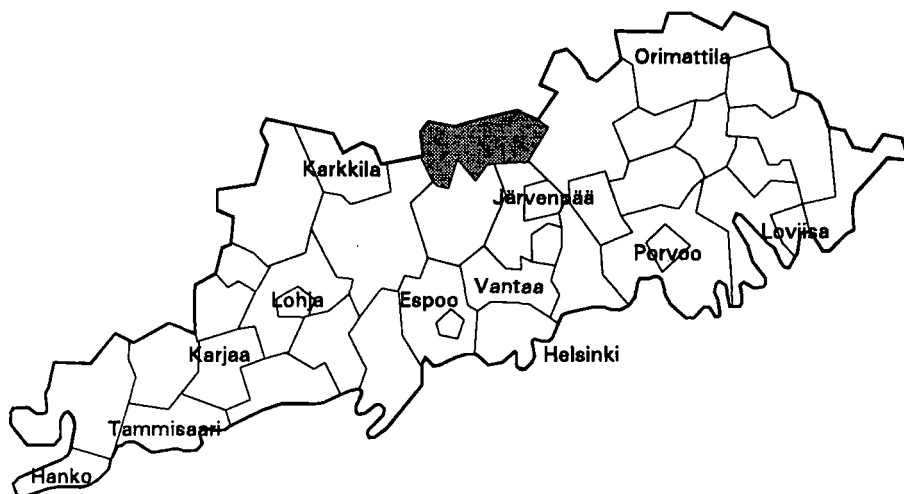 Orimattila
Karkkila
Järvenpää
Loviisa
Porvoo
Lohja
Espoo
Vantaa
Karjaa
Helsinki
Tammisaari
Hanko